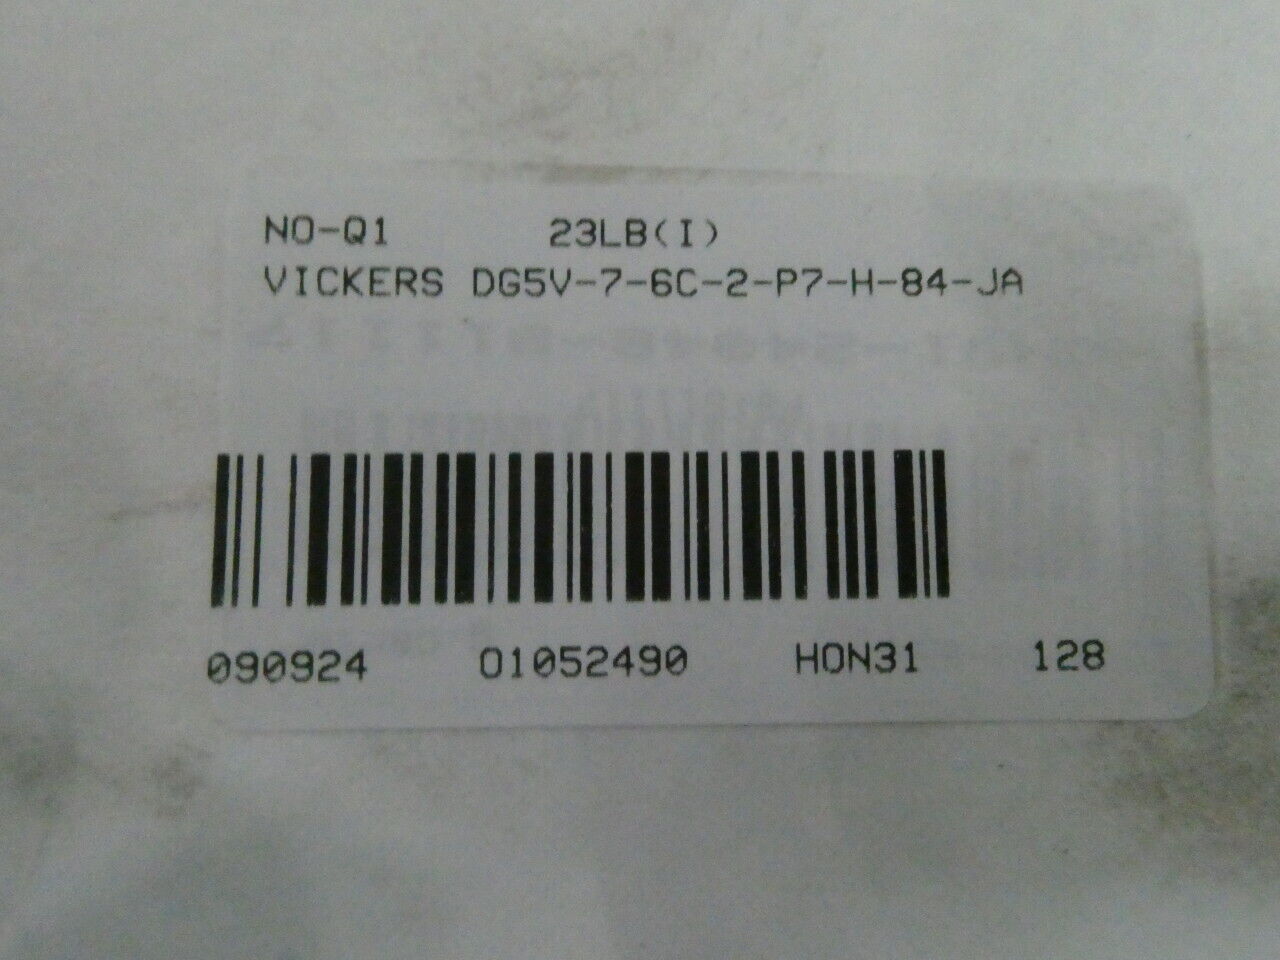 NO-Q1 23LB(I)
VICKERS DG5V-7-6C-2-P7-H-84-JA
090924 01052490 HON31 128